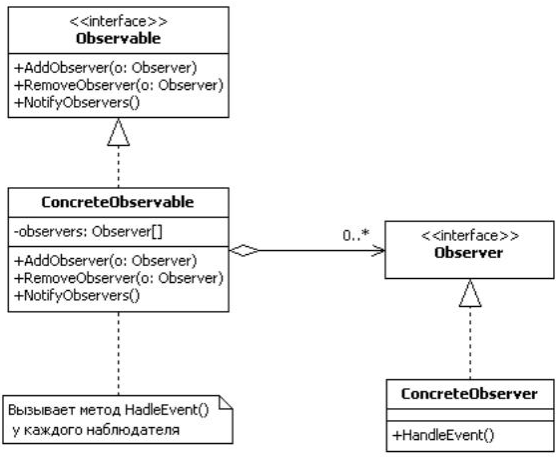 <<interface>>
Observable
+AddObserver(o: Observer)
+RemoveObserver(o: Observer)
+NotifyObservers()
ConcreteObservable
-observers: Observer[]
+AddObserver(o: Observer)
+RemoveObserver(o: Observer)
+NotifyObservers()
0..*
<<interface>>
Observer
Вызывает метод HadleEvent()
у каждого наблюдателя
ConcreteObserver
+HandleEvent()